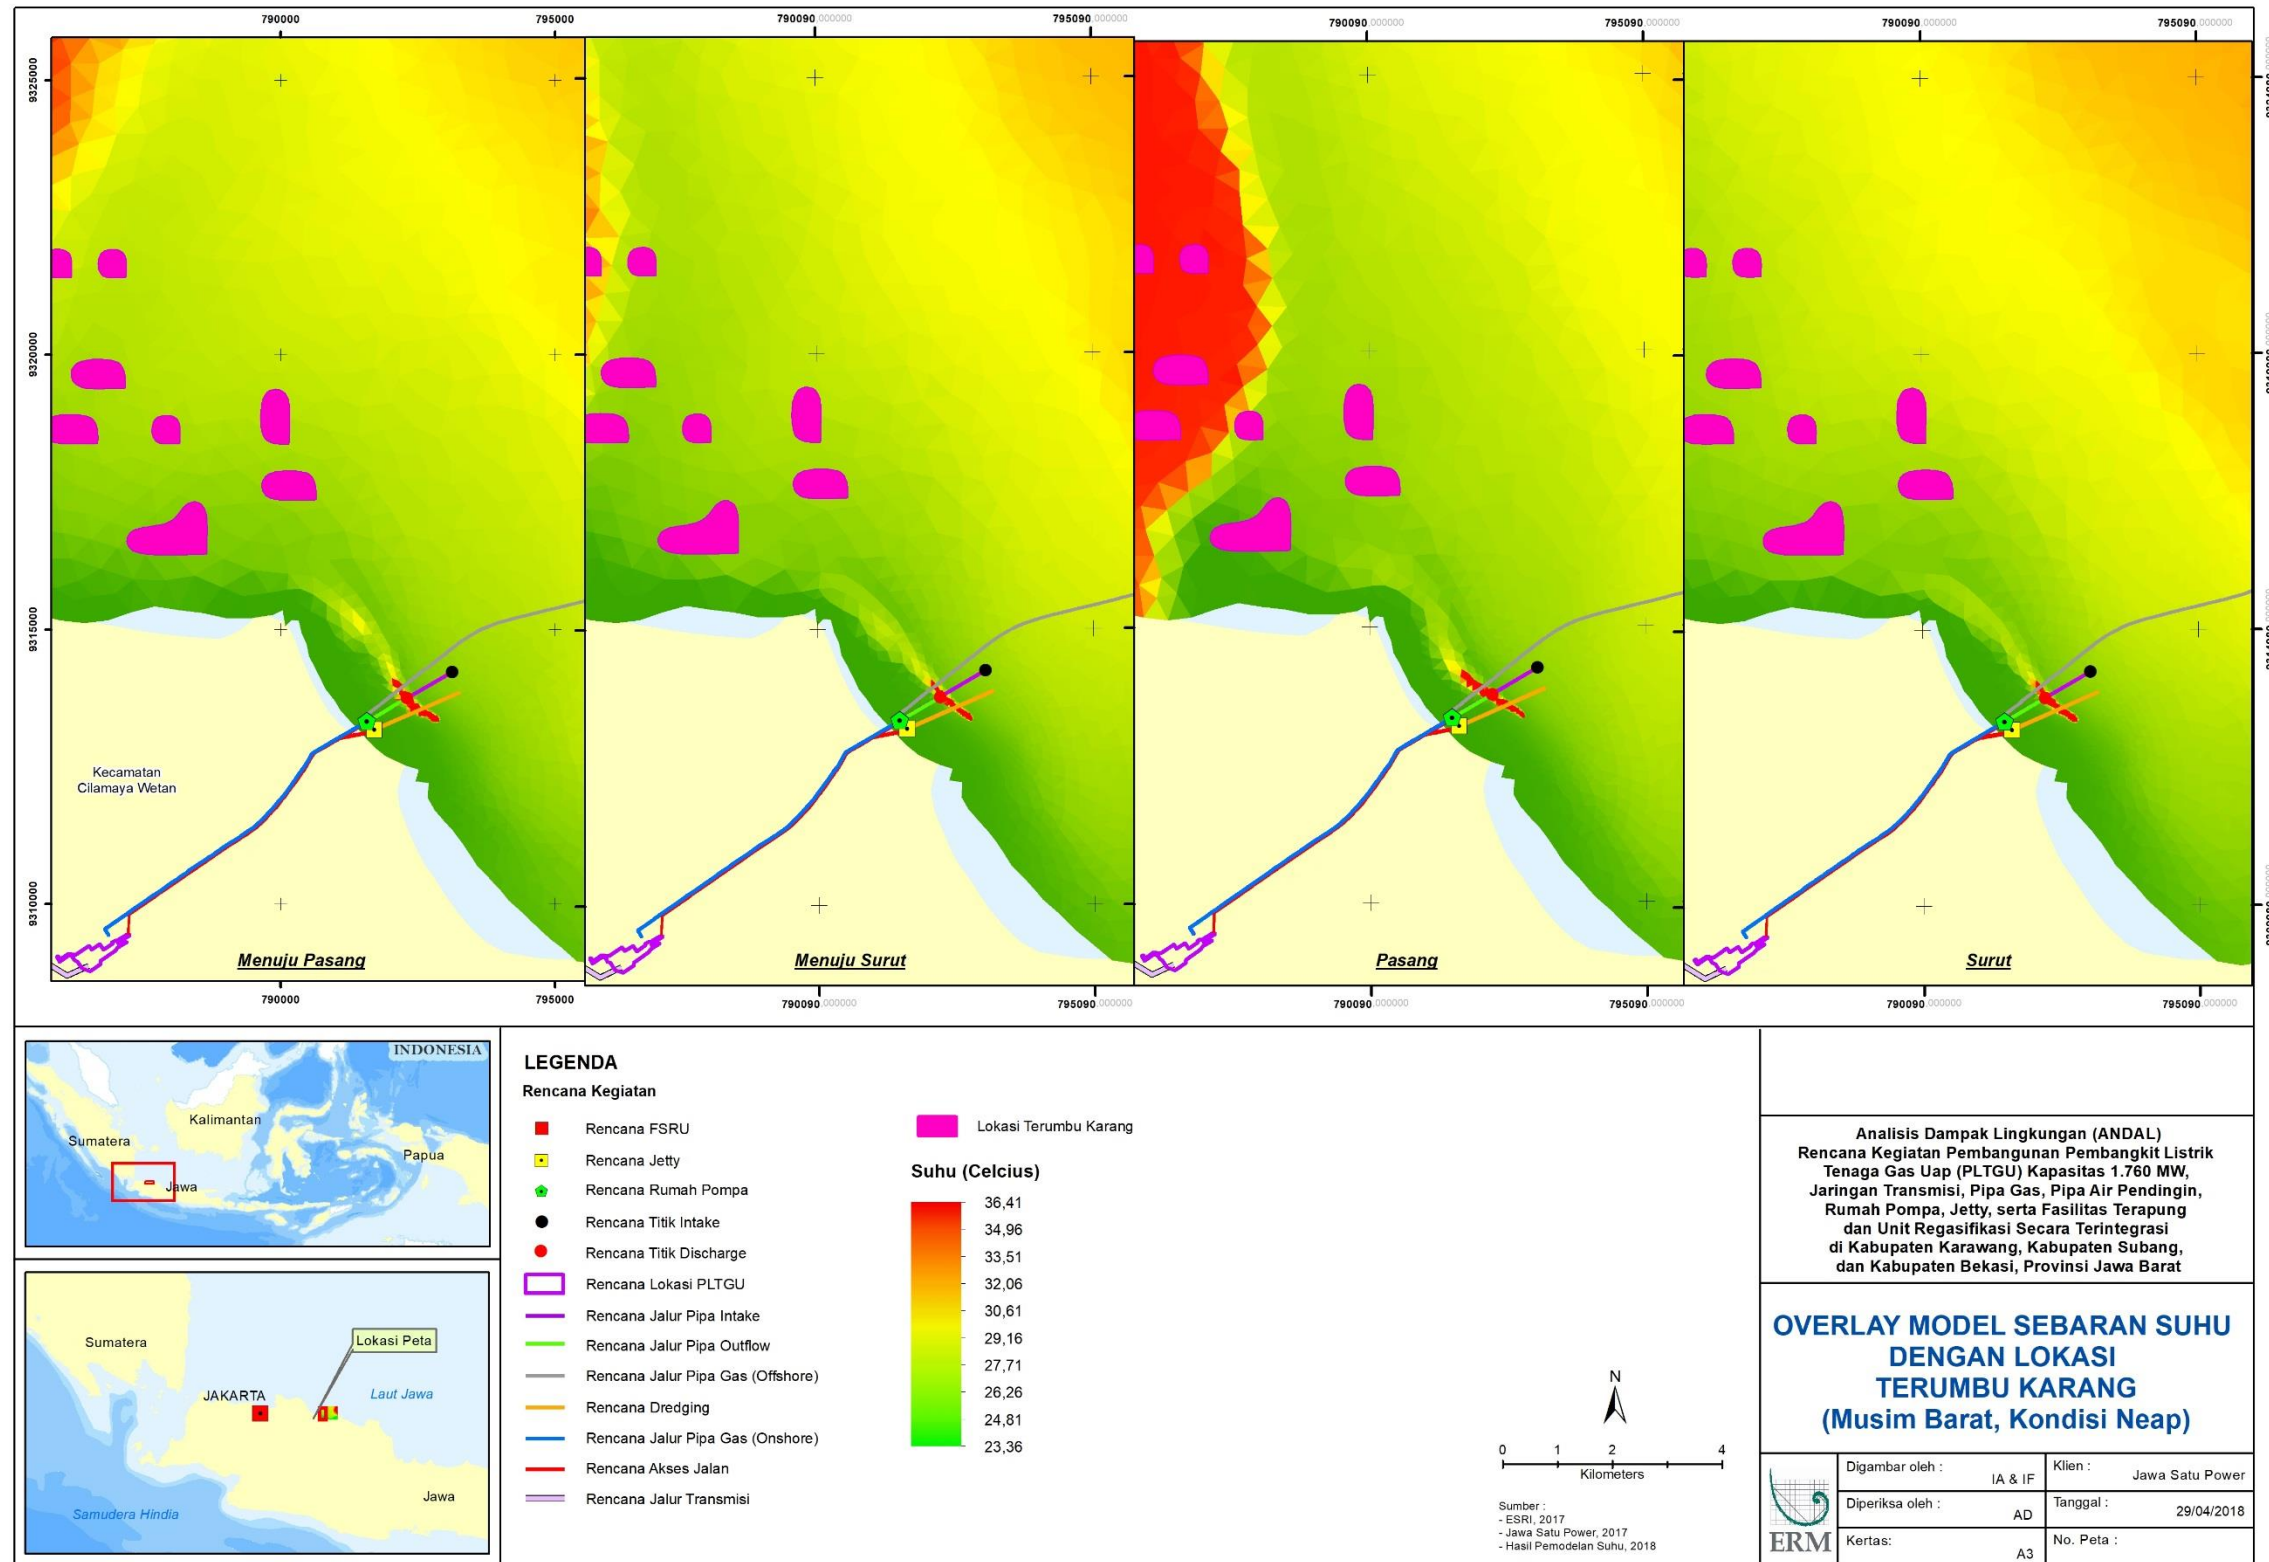 790000
795000
790090.000000
795090.000000
790090.000000
795090.000000
790090.000000
795090.000000
9325000
9320000
9315000
9310000
Kecamatan
Cilamaya Wetan
Menuju Pasang
Menuju Surut
Pasang
Surut
790000
795000
790090.000000
795090.000000
790090.000000
795090.000000
790090.000000
795090.000000
INDONESIA
Kalimantan
Sumatera
Papua
Jawa
Sumatera
Lokasi Peta
JAKARTA
Laut Jawa
Jawa
Samudera Hindia
LEGENDA
Rencana Kegiatan
Rencana FSRU
Rencana Jetty
Rencana Rumah Pompa
Rencana Titik Intake
Rencana Titik Discharge
Rencana Lokasi PLTGU
Rencana Jalur Pipa Intake
Rencana Jalur Pipa Outflow
Rencana Jalur Pipa Gas (Offshore)
Rencana Dredging
Rencana Jalur Pipa Gas (Onshore)
Rencana Akses Jalan
Rencana Jalur Transmisi
Lokasi Terumbu Karang
Suhu (Celcius)
36,41
34,96
33,51
32,06
30,61
29,16
27,71
26,26
24,81
23,36
N
0 1 2 4
Kilometers
Sumber :
- ESRI, 2017
- Jawa Satu Power, 2017
- Hasil Pemodelan Suhu, 2018
Analisis Dampak Lingkungan (ANDAL)
Rencana Kegiatan Pembangunan Pembangkit Listrik
Tenaga Gas Uap (PLTGU) Kapasitas 1.760 MW,
Jaringan Transmisi, Pipa Gas, Pipa Air Pendingin,
Rumah Pompa, Jetty, serta Fasilitas Terapung
dan Unit Regasifikasi Secara Terintegrasi
di Kabupaten Karawang, Kabupaten Subang,
dan Kabupaten Bekasi, Provinsi Jawa Barat
OVERLAY MODEL SEBARAN SUHU
DENGAN LOKASI
TERUMBU KARANG
(Musim Barat, Kondisi Neap)
ERM
Digambar oleh :
IA & IF
Klien :
Jawa Satu Power
Diperiksa oleh :
AD
Tanggal :
29/04/2018
Kertas:
A3
No. Peta :